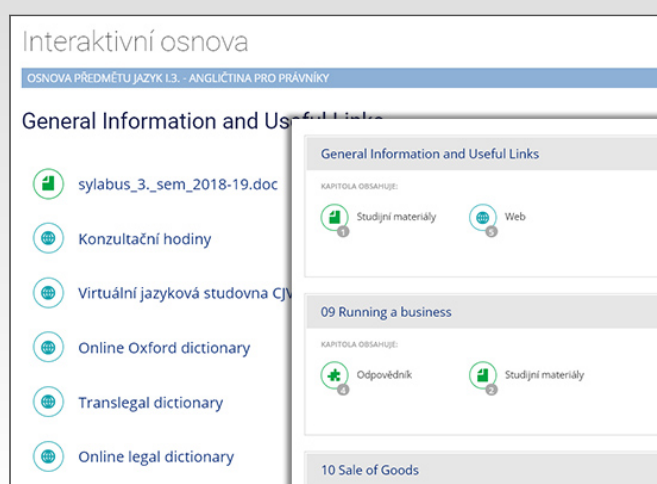 Interaktivní osnova
OSNOVA PŘEDMĚTU JAZYK I.3. - ANGLIČTINA PRO PRÁVNÍKY
General Information and Useful Links
sylabus_3._sem_2018-19.doc
Konzultační hodiny
Virtuální jazyková studovna CJV
Online Oxford dictionary
Translegal dictionary
Online legal dictionary
General Information and Useful Links
KAPITOLA OBSAHUJE:
Studijní materiály
1
Web
5
09 Running a business
KAPITOLA OBSAHUJE:
Odpovědník
4
Studijní materiály
2
10 Sale of Goods